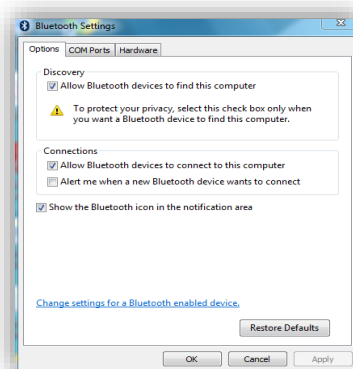 Bluetooth Settings
Options
COM Ports
Hardware
Discovery
Allow Bluetooth devices to find this computer
To protect your privacy, select this check box only when
you want a Bluetooth device to find this computer.
Connections
Allow Bluetooth devices to connect to this computer
Alert me when a new Bluetooth device wants to connect
Show the Bluetooth icon in the notification area
Change settings for a Bluetooth enabled device.
Restore Defaults
OK
Cancel
Apply